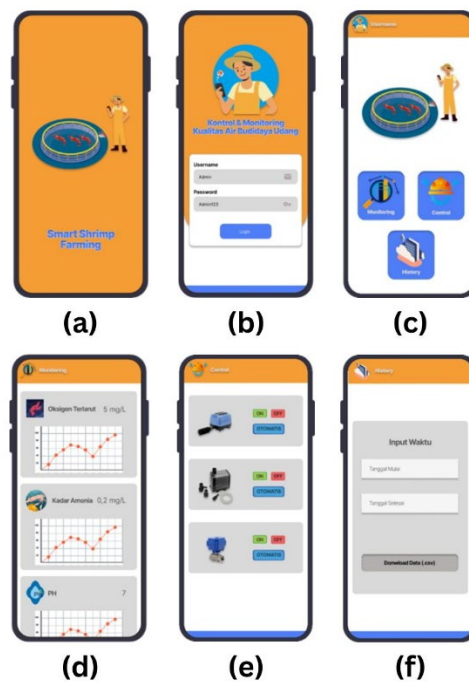 Smart Shrimp
Farming
(a)
Kontrol & Monitoring
Kualitas Air Budidaya Udang
Username
Admin
Password
Admin123
Login
(b)
Username
Monitoring
Control
History
(c)
Monitoring
Oksigen Terlarut 5 mg/L
Kadar Amonia 0,2 mg/L
PH 7
(d)
Control
ON OFF
OTOMATIS
ON OFF
OTOMATIS
ON OFF
OTOMATIS
(e)
History
Input Waktu
Tanggal Mulai
Tanggal Selesai
Donwload Data (.csv)
(f)